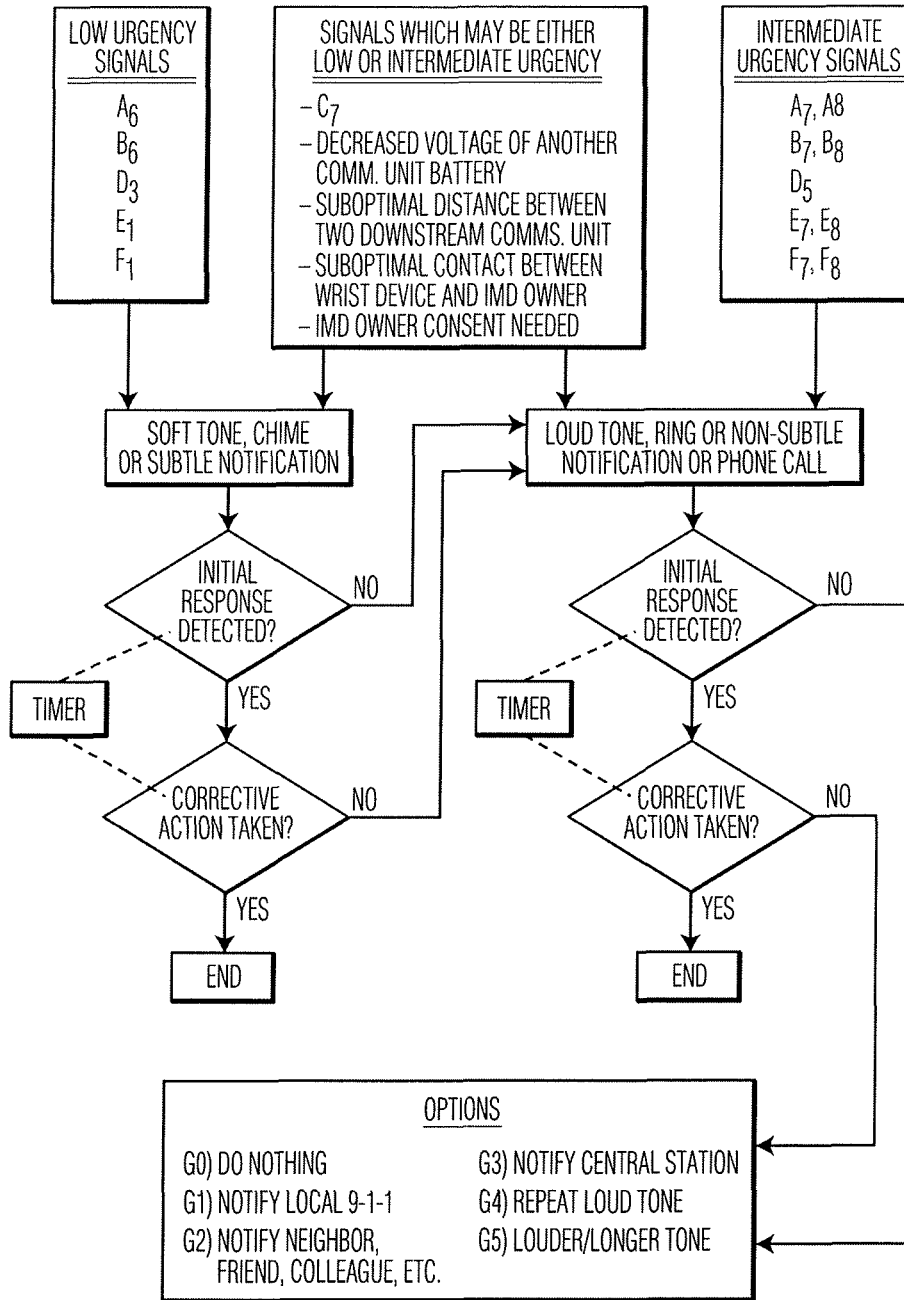 LOW URGENCY
SIGNALS
A6
B6
D3
E1
F1
SIGNALS WHICH MAY BE EITHER
LOW OR INTERMEDIATE URGENCY
– C7
– DECREASED VOLTAGE OF ANOTHER
COMM. UNIT BATTERY
– SUBOPTIMAL DISTANCE BETWEEN
TWO DOWNSTREAM COMMS. UNIT
– SUBOPTIMAL CONTACT BETWEEN
WRIST DEVICE AND IMD OWNER
– IMD OWNER CONSENT NEEDED
INTERMEDIATE
URGENCY SIGNALS
A7, A8
B7, B8
D5
E7, E8
F7, F8
SOFT TONE, CHIME
OR SUBTLE NOTIFICATION
LOUD TONE, RING OR NON-SUBTLE
NOTIFICATION OR PHONE CALL
INITIAL
RESPONSE
DETECTED?
NO
YES
TIMER
CORRECTIVE
ACTION TAKEN?
NO
YES
END
INITIAL
RESPONSE
DETECTED?
NO
YES
TIMER
CORRECTIVE
ACTION TAKEN?
NO
YES
END
OPTIONS
G0) DO NOTHING
G1) NOTIFY LOCAL 9-1-1
G2) NOTIFY NEIGHBOR,
FRIEND, COLLEAGUE, ETC.
G3) NOTIFY CENTRAL STATION
G4) REPEAT LOUD TONE
G5) LOUDER/LONGER TONE